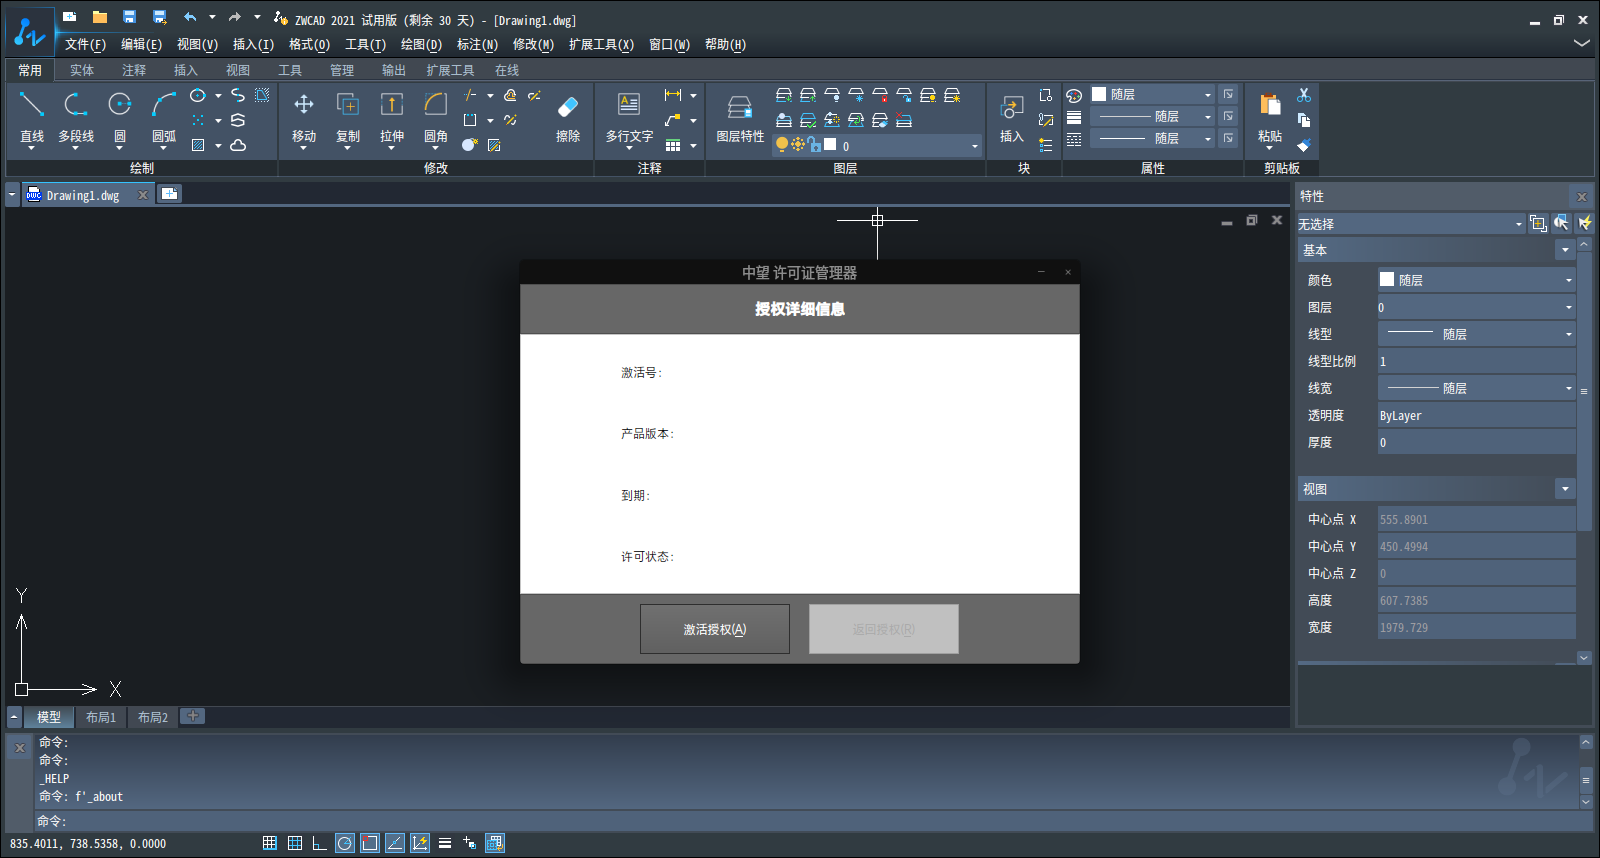 ZWCAD 2021 试用版 (剩余 30 天) - [Drawing1.dwg]
文件(F) 编辑(E) 视图(V) 插入(I) 格式(O) 工具(T) 绘图(D) 标注(N) 修改(M) 扩展工具(X) 窗口(W) 帮助(H)
常用 实体 注释 插入 视图 工具 管理 输出 扩展工具 在线
直线 多段线 圆 圆弧
绘制
移动 复制 拉伸 圆角 擦除
修改
多行文字
注释
图层特性
0
图层
插入
块
随层
随层
随层
属性
粘贴
剪贴板
Drawing1.dwg
中望 许可证管理器
授权详细信息
激活号:
产品版本:
到期:
许可状态:
激活授权(A) 返回授权(R)
Y
X
模型 布局1 布局2
特性
无选择
基本
颜色 随层
图层 0
线型 随层
线型比例 1
线宽 随层
透明度 ByLayer
厚度 0
视图
中心点 X 555.8901
中心点 Y 450.4994
中心点 Z 0
高度 607.7385
宽度 1979.729
命令:
命令:
_HELP
命令: f'_about
命令:
835.4011, 738.5358, 0.0000